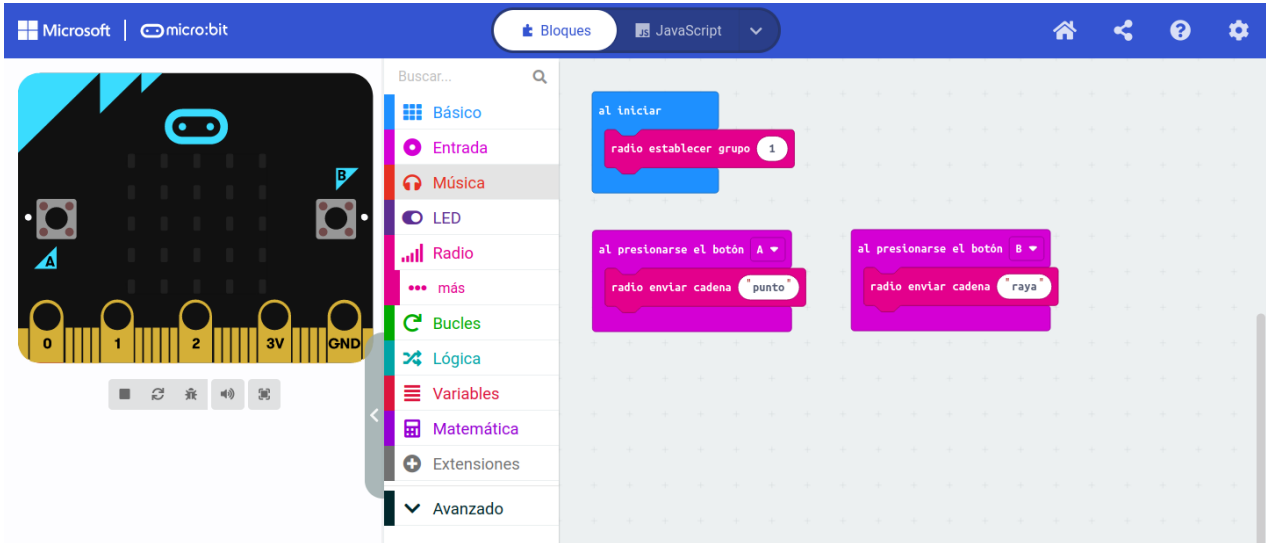 Microsoft micro:bit Bloques JS JavaScript
Buscar...
Básico
Entrada
Música
LED
Radio
más
Bucles
Lógica
Variables
Matemática
Extensiones
Avanzado
A
B
0 1 2 3V GND
al iniciar
radio establecer grupo 1
al presionarse el botón A
radio enviar cadena "punto"
al presionarse el botón B
radio enviar cadena "raya"